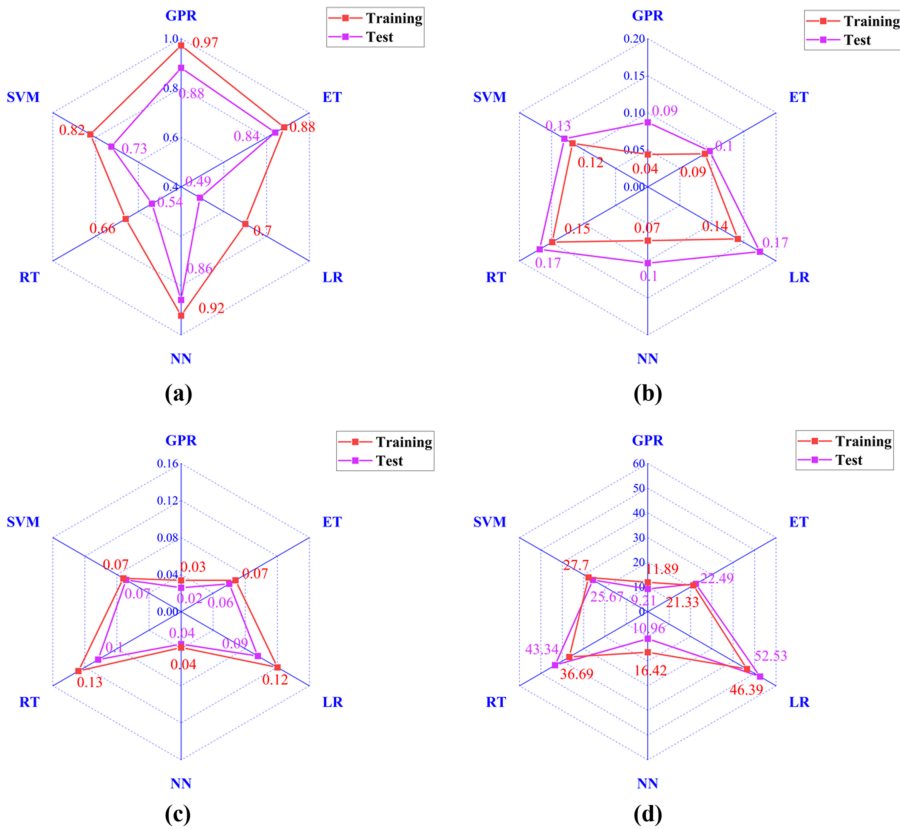 GPR
Training
Test
1.0
0.97
0.8
0.88
SVM
ET
0.82
0.84
0.88
0.73
0.6
0.4
0.49
0.54
0.66
0.7
RT
LR
0.86
0.92
NN
(a)
GPR
Training
Test
0.20
0.15
SVM
ET
0.10
0.09
0.13
0.05
0.1
0.12
0.04
0.09
0.00
0.15
0.07
0.14
0.17
0.1
0.17
RT
LR
NN
(b)
GPR
Training
Test
0.16
0.12
SVM
ET
0.08
0.07
0.04
0.03
0.07
0.07
0.02
0.06
0.00
0.04
0.1
0.09
0.04
0.13
0.12
RT
LR
NN
(c)
GPR
Training
Test
60
50
40
SVM
ET
30
20
27.7
11.89
22.49
10
25.67
9.21
21.33
0
10.96
43.34
52.53
36.69
16.42
46.39
RT
LR
NN
(d)